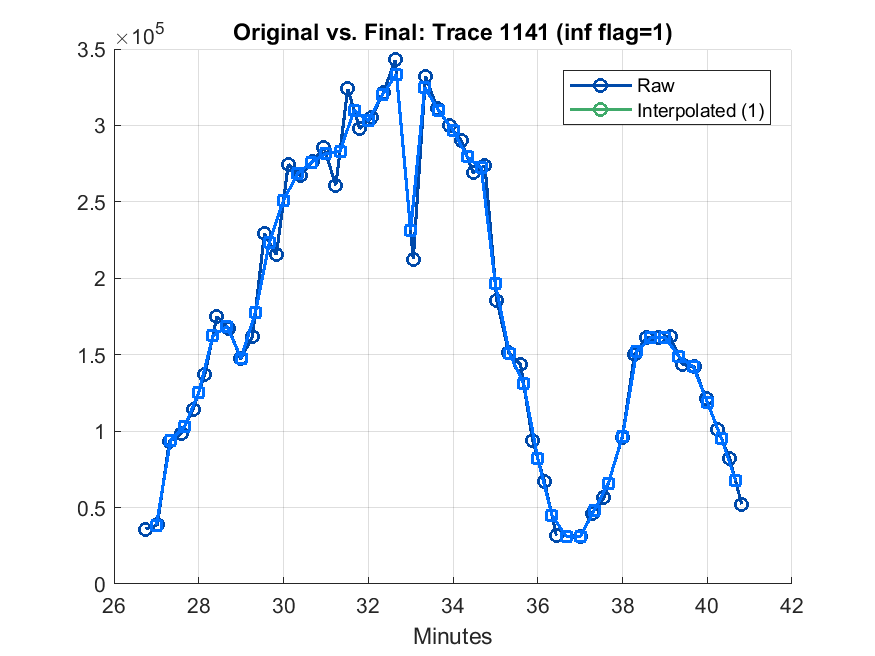 Original vs. Final: Trace 1141 (inf flag=1)
×10⁵
3.5
3
2.5
2
1.5
1
0.5
0
26 28 30 32 34 36 38 40 42
Minutes
Raw
Interpolated (1)